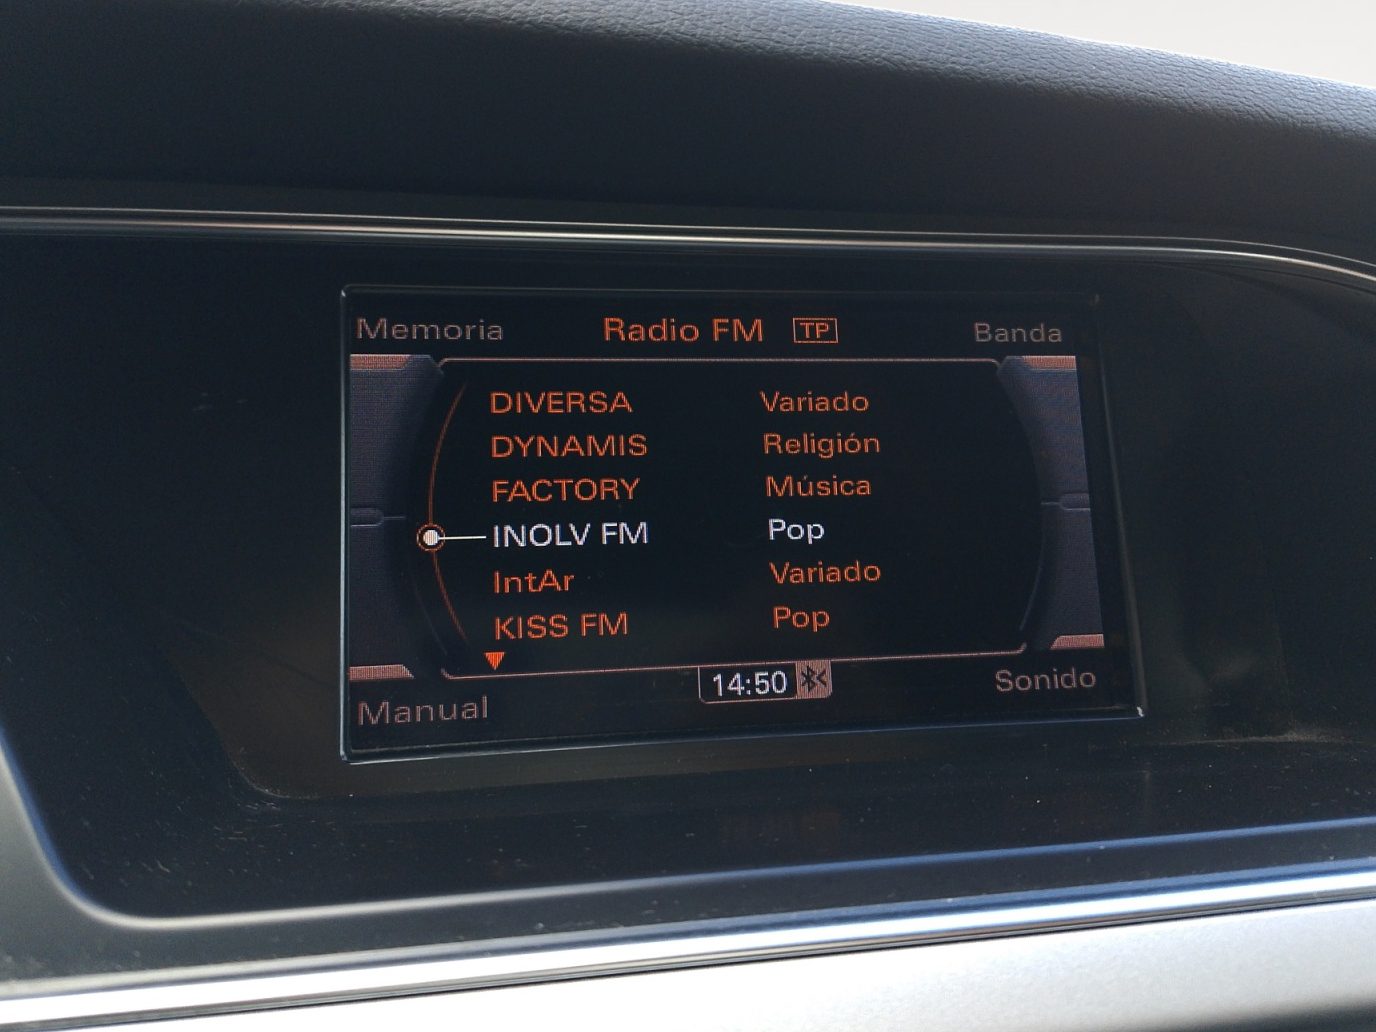 Memoria Radio FM TP Banda
DIVERSA Variado
DYNAMIS Religión
FACTORY Música
INOLV FM Pop
IntAr Variado
KISS FM Pop
Manual 14:50 Sonido